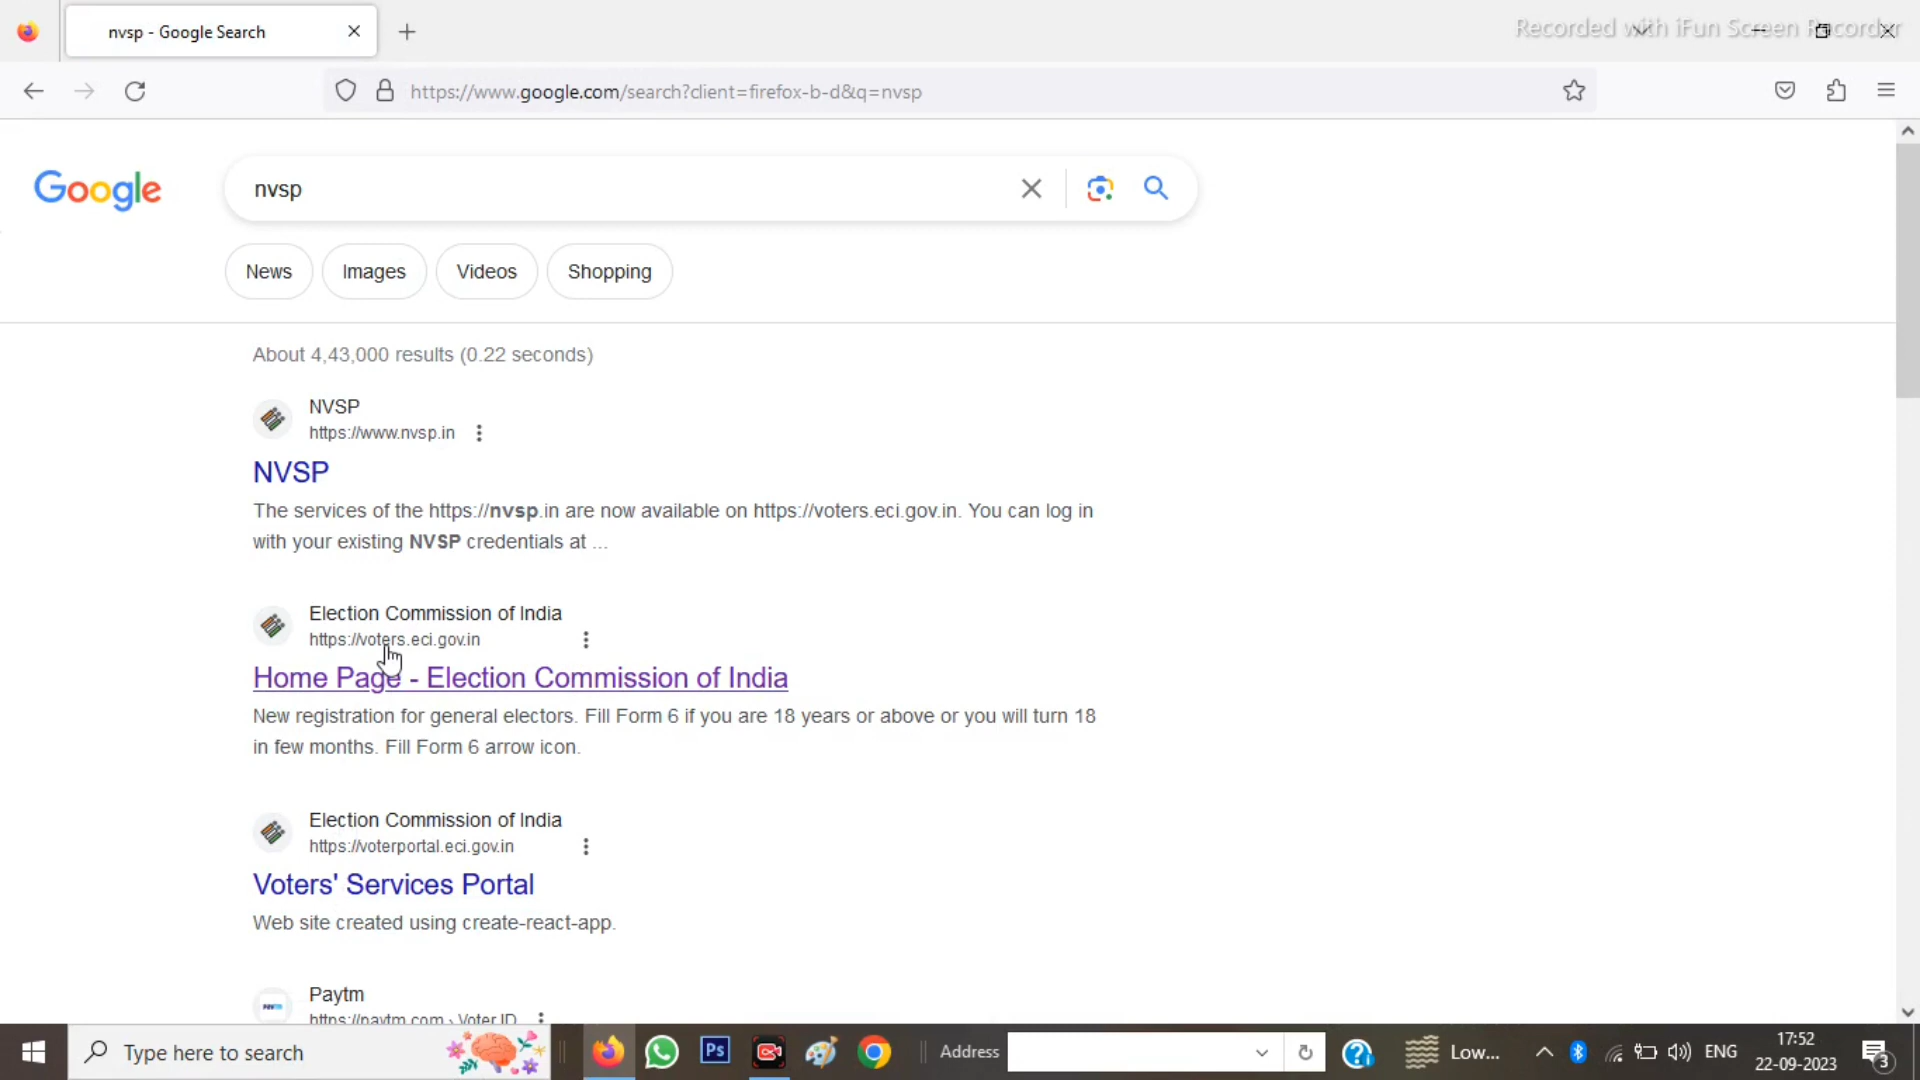 nvsp - Google Search
Recorded with iFun Screen Recorder
https://www.google.com/search?client=firefox-b-d&q=nvsp
Google
nvsp
News
Images
Videos
Shopping
About 4,43,000 results (0.22 seconds)
NVSP
https://www.nvsp.in
NVSP
The services of the https://nvsp.in are now available on https://voters.eci.gov.in. You can log in
with your existing NVSP credentials at ...
Election Commission of India
https://voters.eci.gov.in
Home Page - Election Commission of India
New registration for general electors. Fill Form 6 if you are 18 years or above or you will turn 18
in few months. Fill Form 6 arrow icon.
Election Commission of India
https://voterportal.eci.gov.in
Voters' Services Portal
Web site created using create-react-app.
Paytm
https://paytm.com › Voter ID
Type here to search
Ps
Address
Low...
ENG
17:52
22-09-2023
3